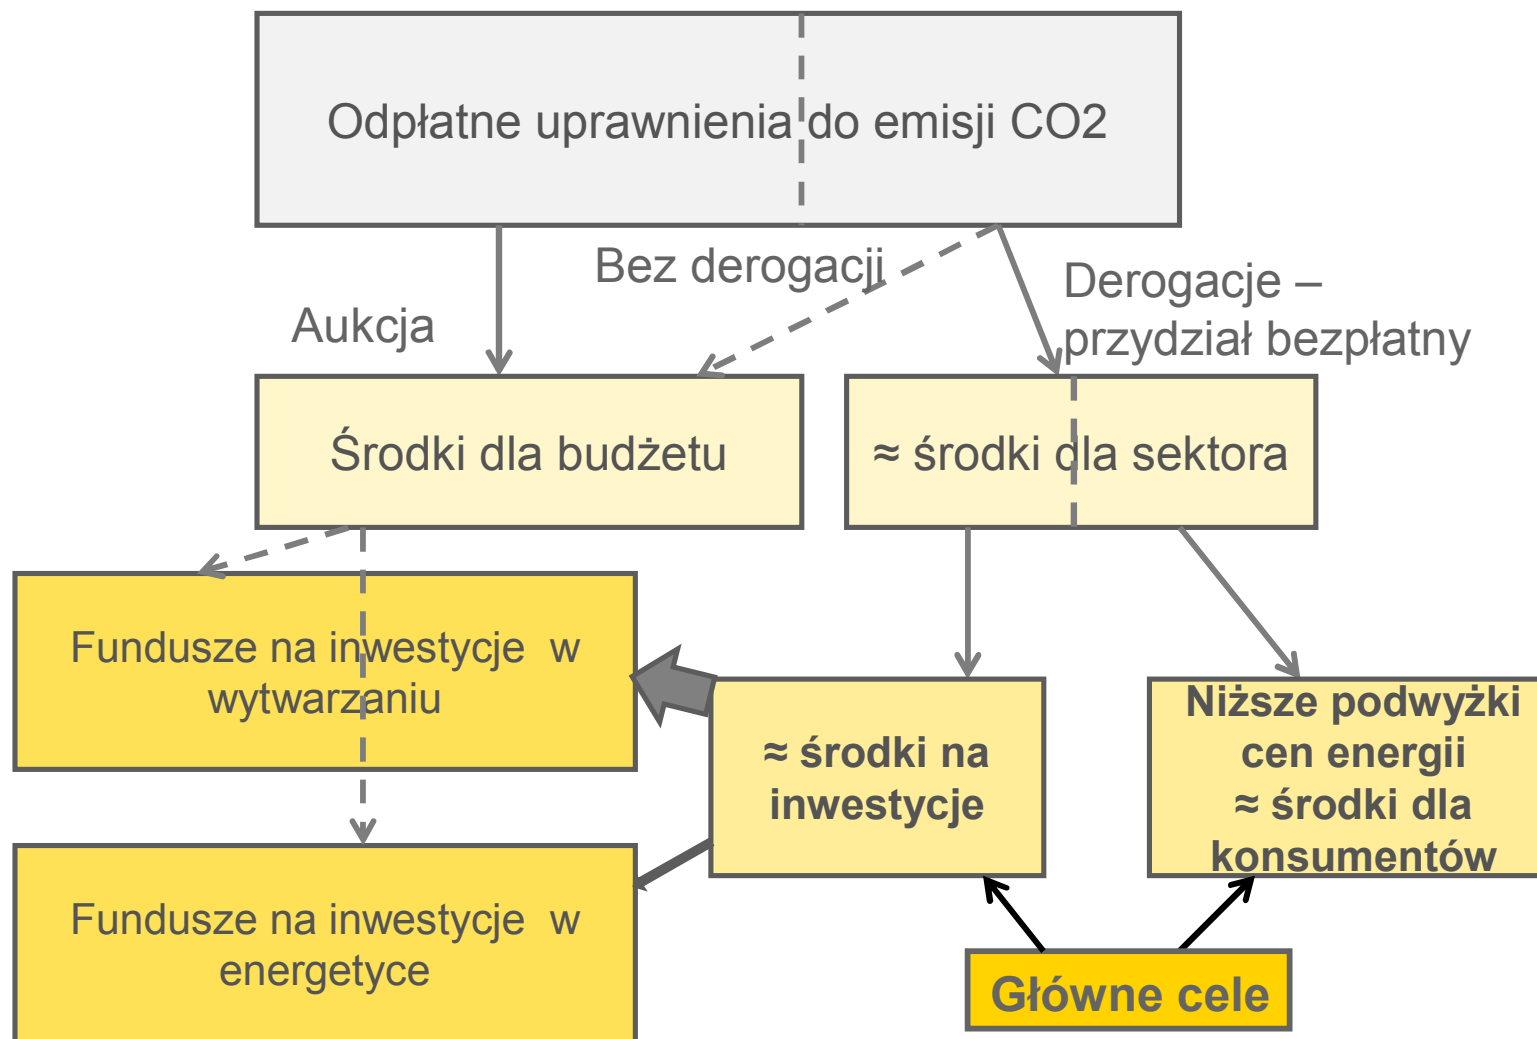 Odpłatne uprawnienia do emisji CO2
Bez derogacji
Aukcja
Derogacje –
przydział bezpłatny
Środki dla budżetu
≈ środki dla sektora
Fundusze na inwestycje w
wytwarzaniu
≈ środki na
inwestycje
Niższe podwyżki
cen energii
≈ środki dla
konsumentów
Fundusze na inwestycje w
energetyce
Główne cele